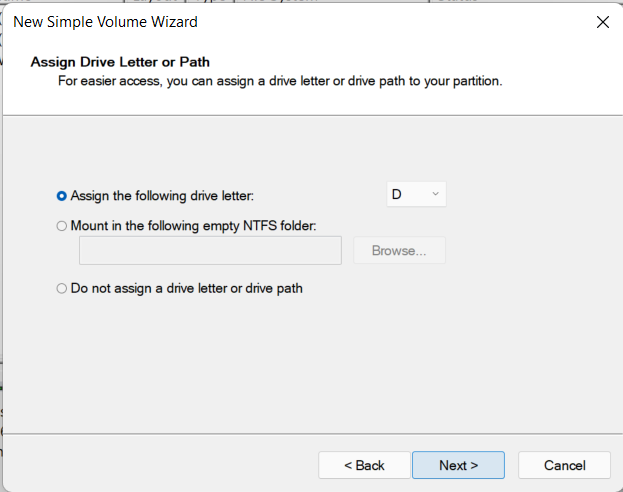 New Simple Volume Wizard
Assign Drive Letter or Path
For easier access, you can assign a drive letter or drive path to your partition.
Assign the following drive letter:
D
Mount in the following empty NTFS folder:
Browse...
Do not assign a drive letter or drive path
< Back
Next >
Cancel